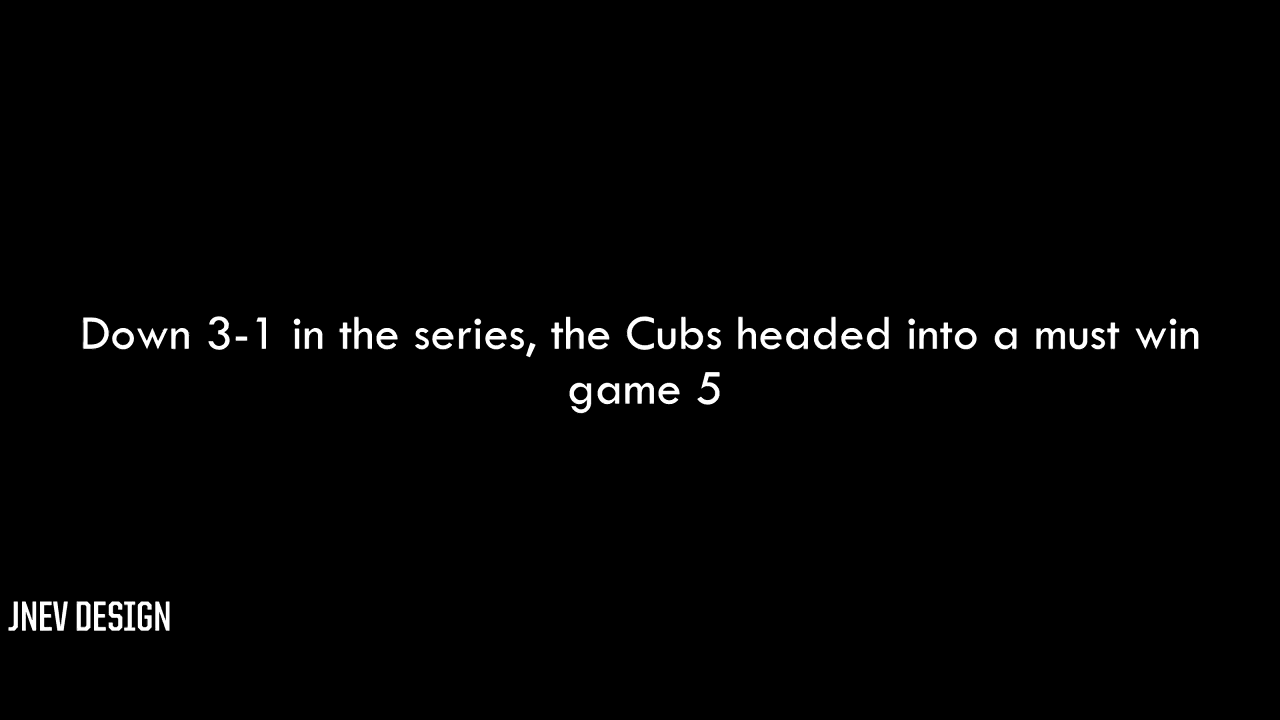 Down 3-1 in the series, the Cubs headed into a must win
game 5
JNEV DESIGN